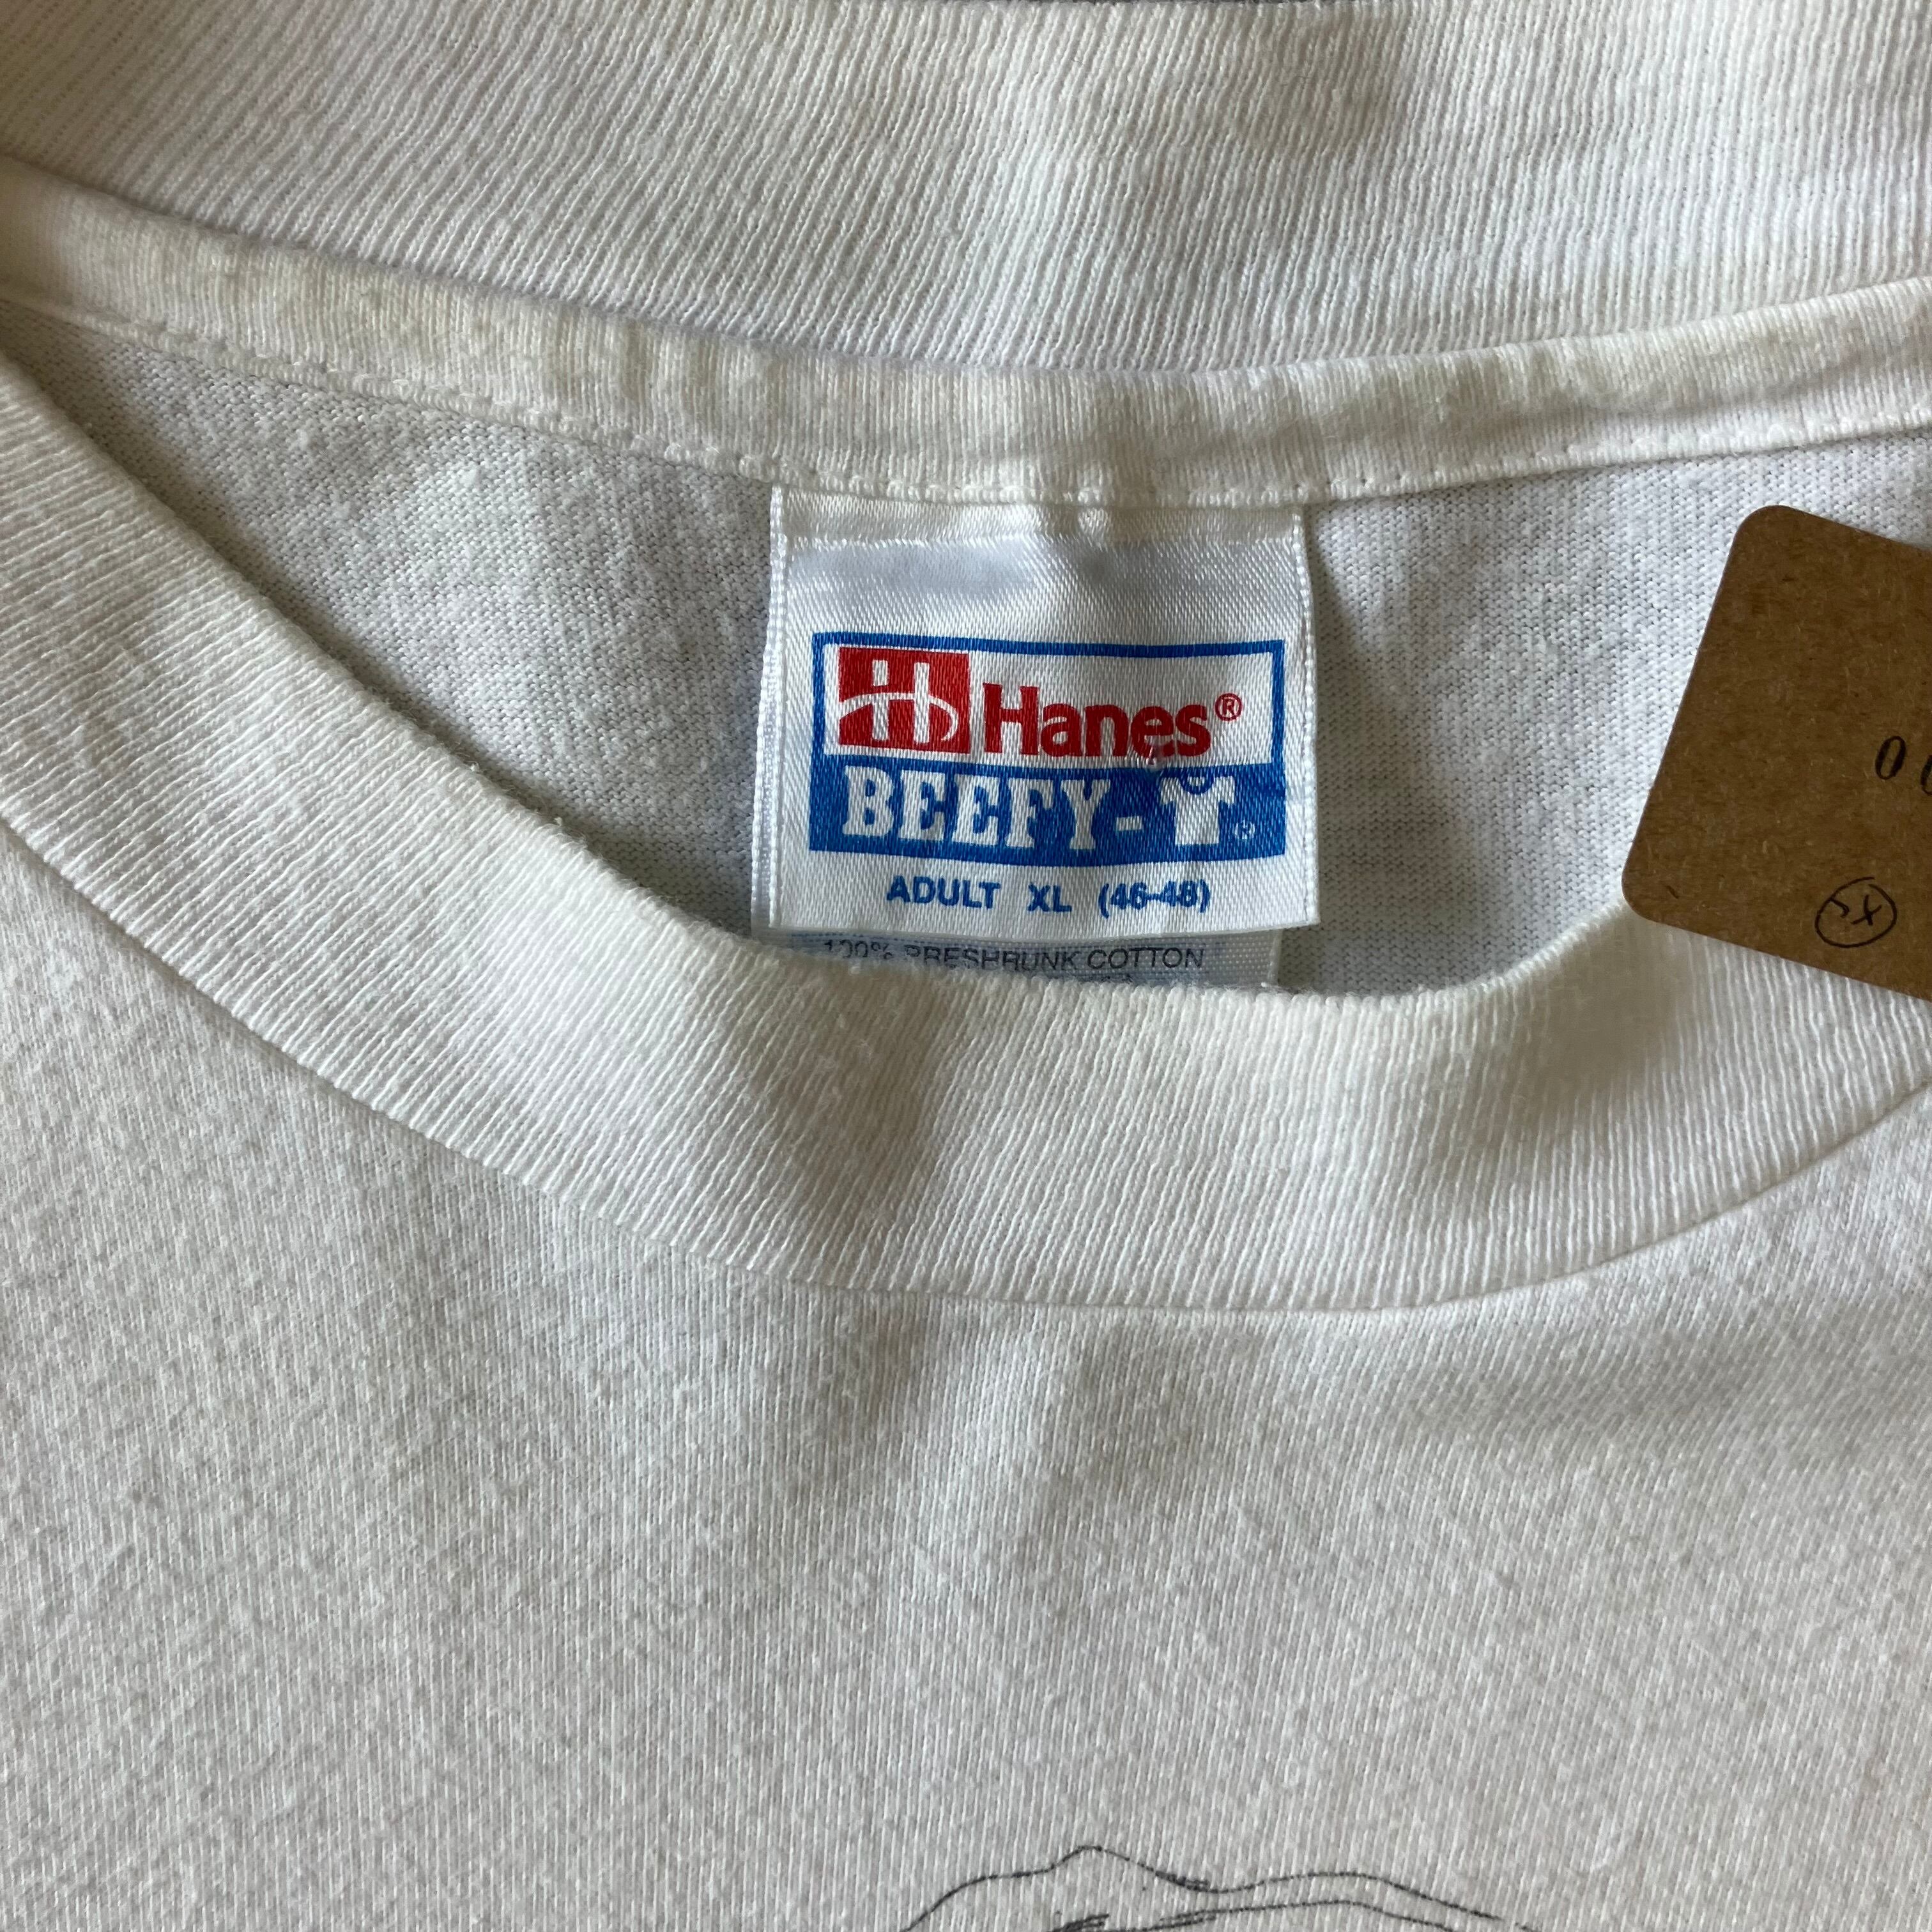 Hanes®
BEEFY-T®
ADULT XL (46-48)
100% PRESHRUNK COTTON